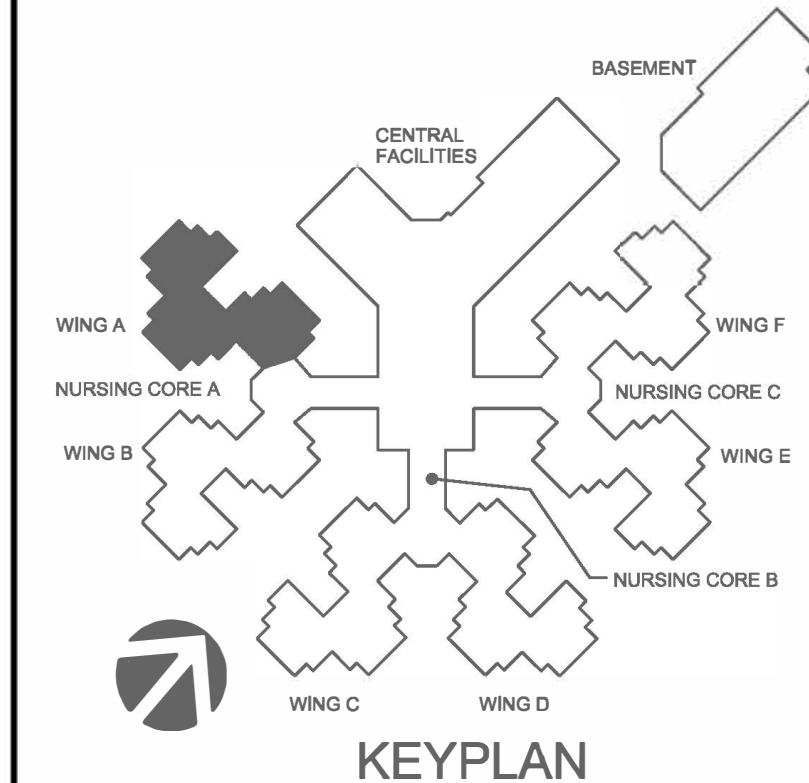 BASEMENT
CENTRAL
FACILITIES
WING A
WING F
NURSING CORE A
NURSING CORE C
WING B
WING E
NURSING CORE B
WING C
WING D
KEYPLAN